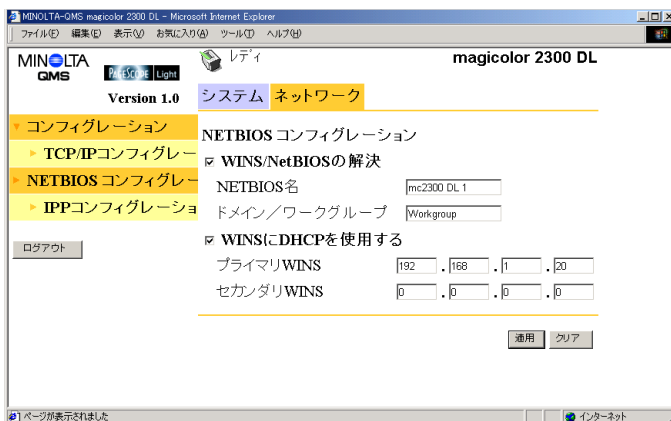 MINOLTA-QMS magicolor 2300 DL - Microsoft Internet Explorer
ファイル(F) 編集(E) 表示(V) お気に入り(A) ツール(T) ヘルプ(H)
MINOLTA
QMS
PAGESCOPE Light
Version 1.0
レディ
magicolor 2300 DL
システム ネットワーク
コンフィグレーション
TCP/IPコンフィグレー
NETBIOS コンフィグレー
IPPコンフィグレーショ
ログアウト
NETBIOS コンフィグレーション
WINS/NetBIOSの解決
NETBIOS名 mc2300 DL 1
ドメイン/ワークグループ Workgroup
WINSにDHCPを使用する
プライマリWINS 192 . 168 . 1 . 20
セカンダリWINS 0 . 0 . 0 . 0
適用 クリア
ページが表示されました
インターネット